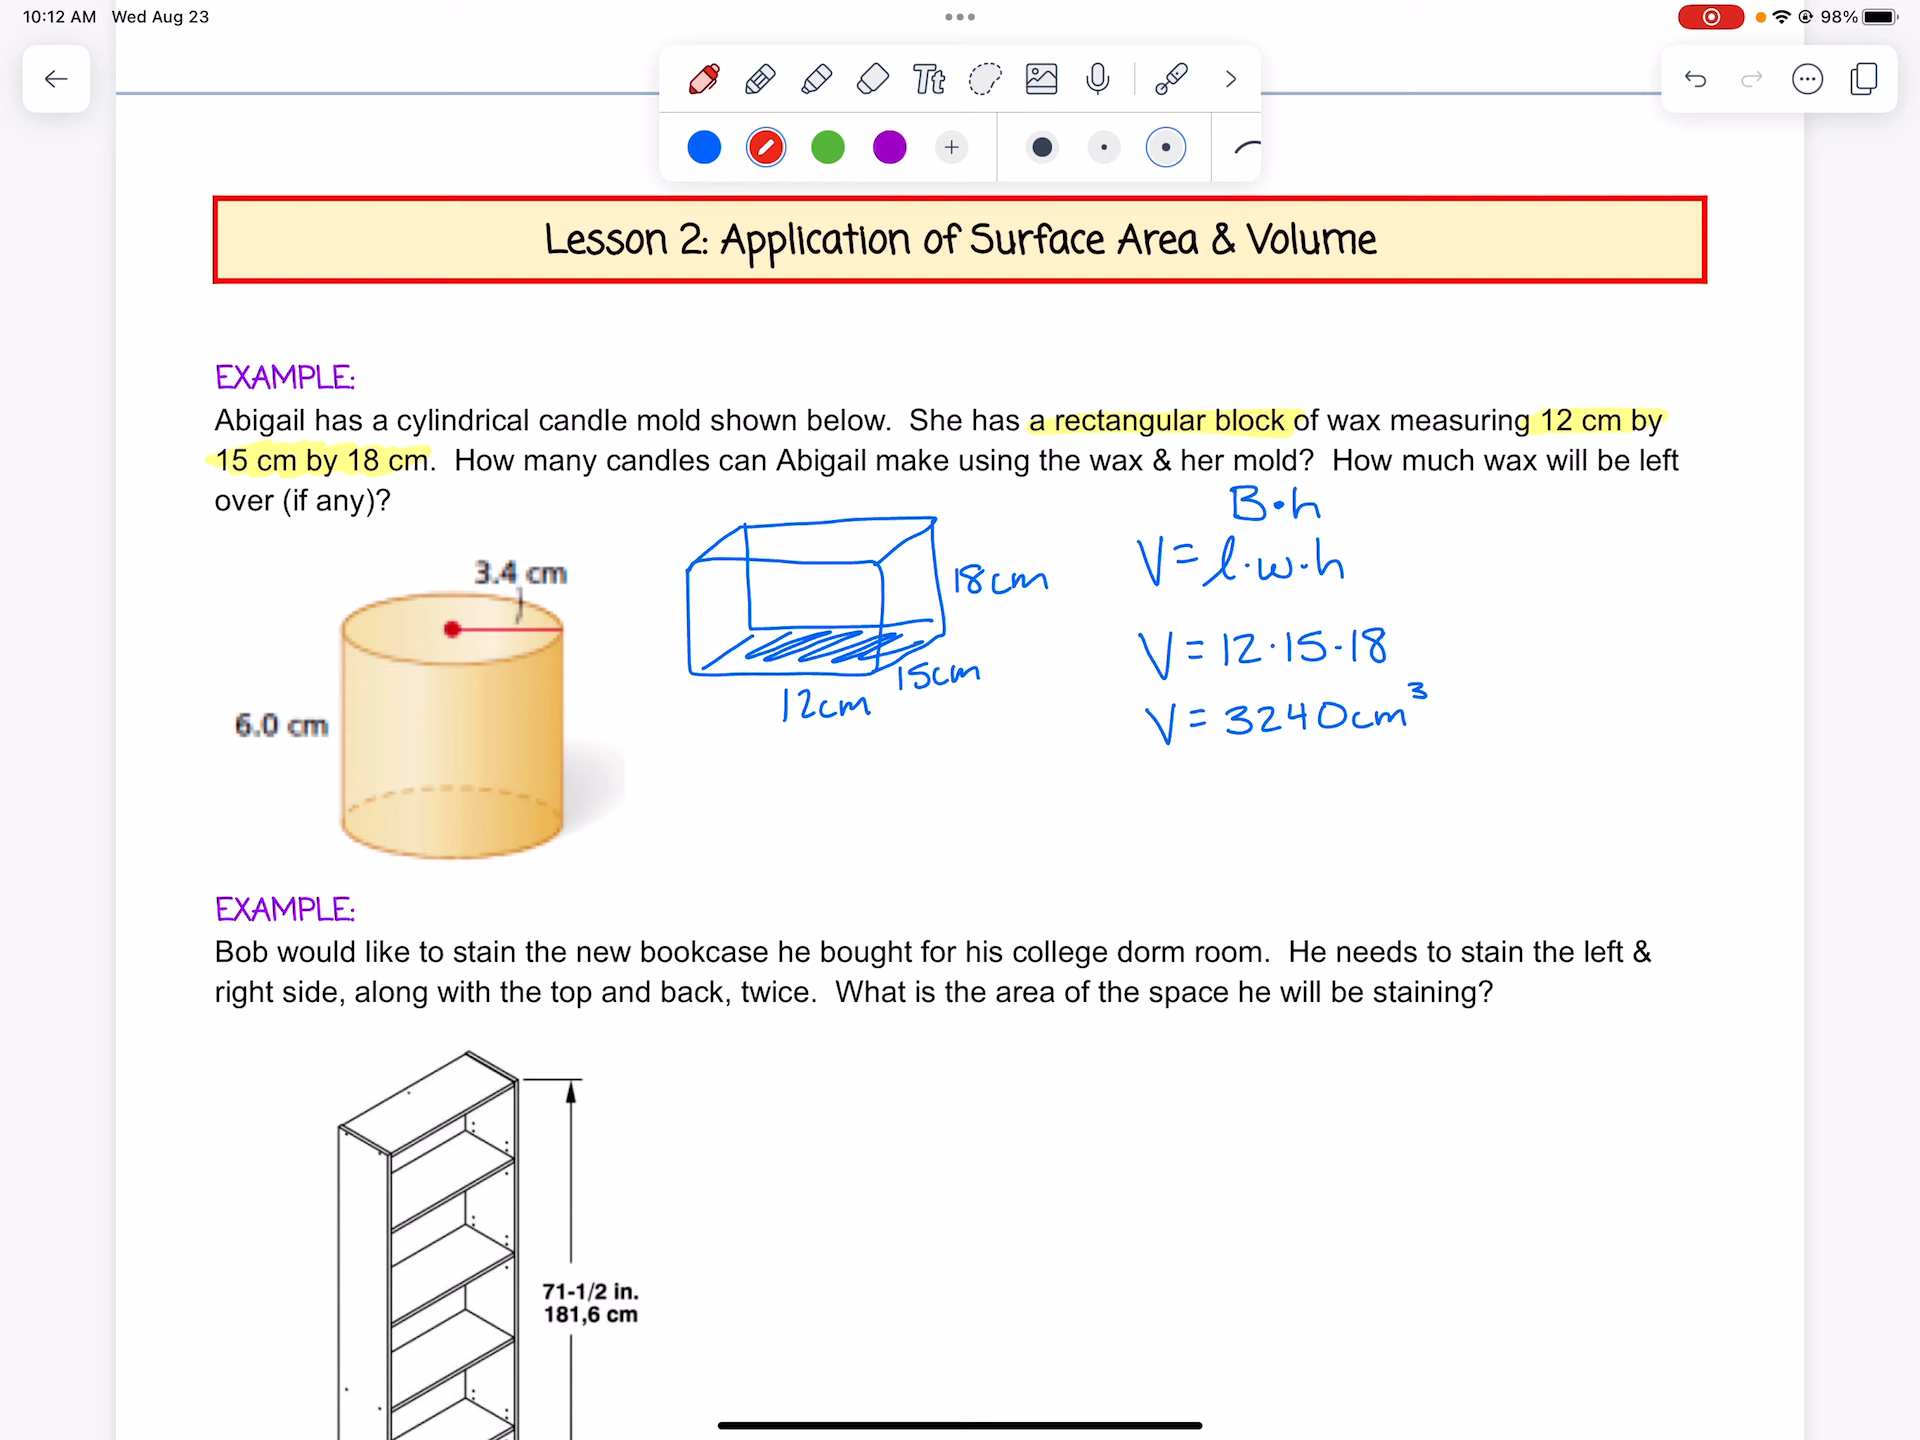 10:12 AM Wed Aug 23
98%
Tt
Lesson 2: Application of Surface Area & Volume
EXAMPLE:
Abigail has a cylindrical candle mold shown below. She has a rectangular block of wax measuring 12 cm by
15 cm by 18 cm. How many candles can Abigail make using the wax & her mold? How much wax will be left
over (if any)?
3.4 cm
6.0 cm
18cm
15cm
12cm
B·h
V = l·w·h
V = 12·15·18
V = 3240cm³
EXAMPLE:
Bob would like to stain the new bookcase he bought for his college dorm room. He needs to stain the left &
right side, along with the top and back, twice. What is the area of the space he will be staining?
71-1/2 in.
181,6 cm